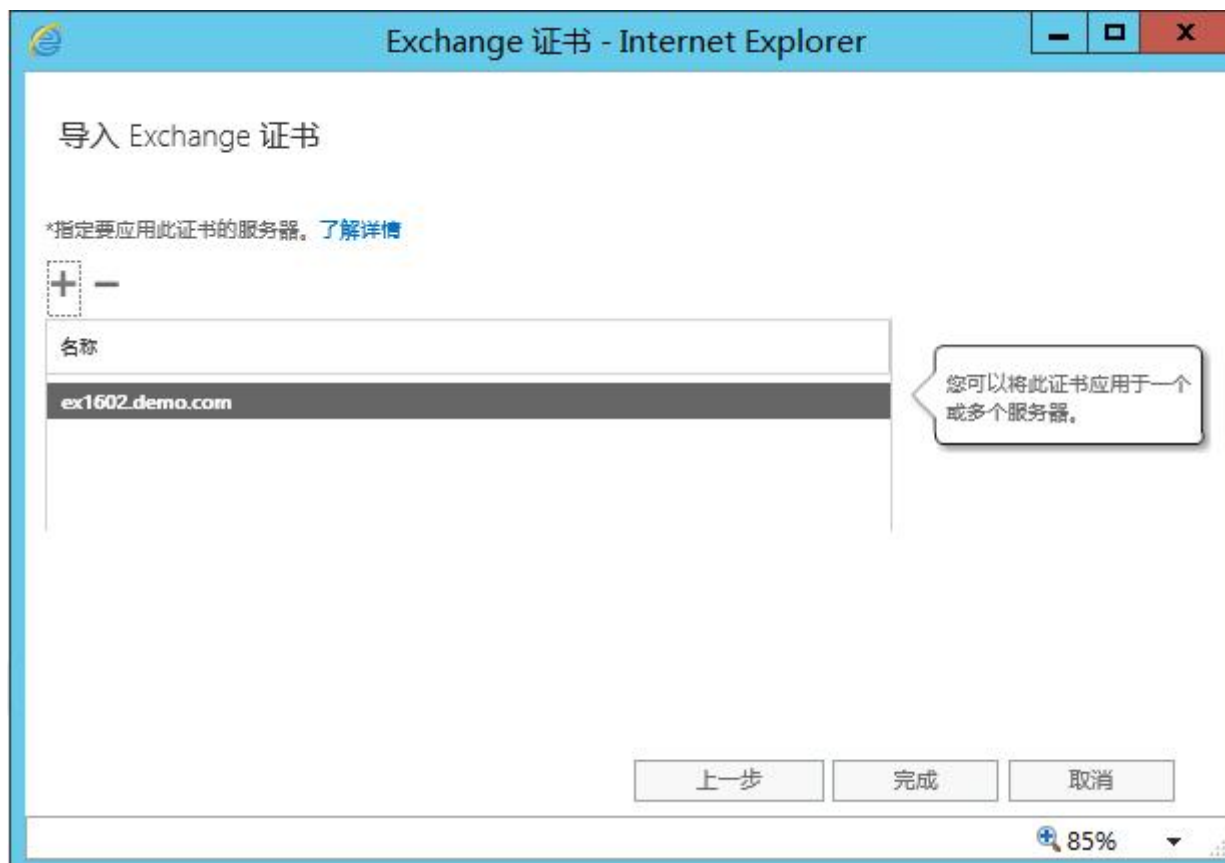 Exchange 证书 - Internet Explorer
导入 Exchange 证书
*指定要应用此证书的服务器。了解详情
名称
ex1602.demo.com
您可以将此证书应用于一个
或多个服务器。
上一步 完成 取消
85%